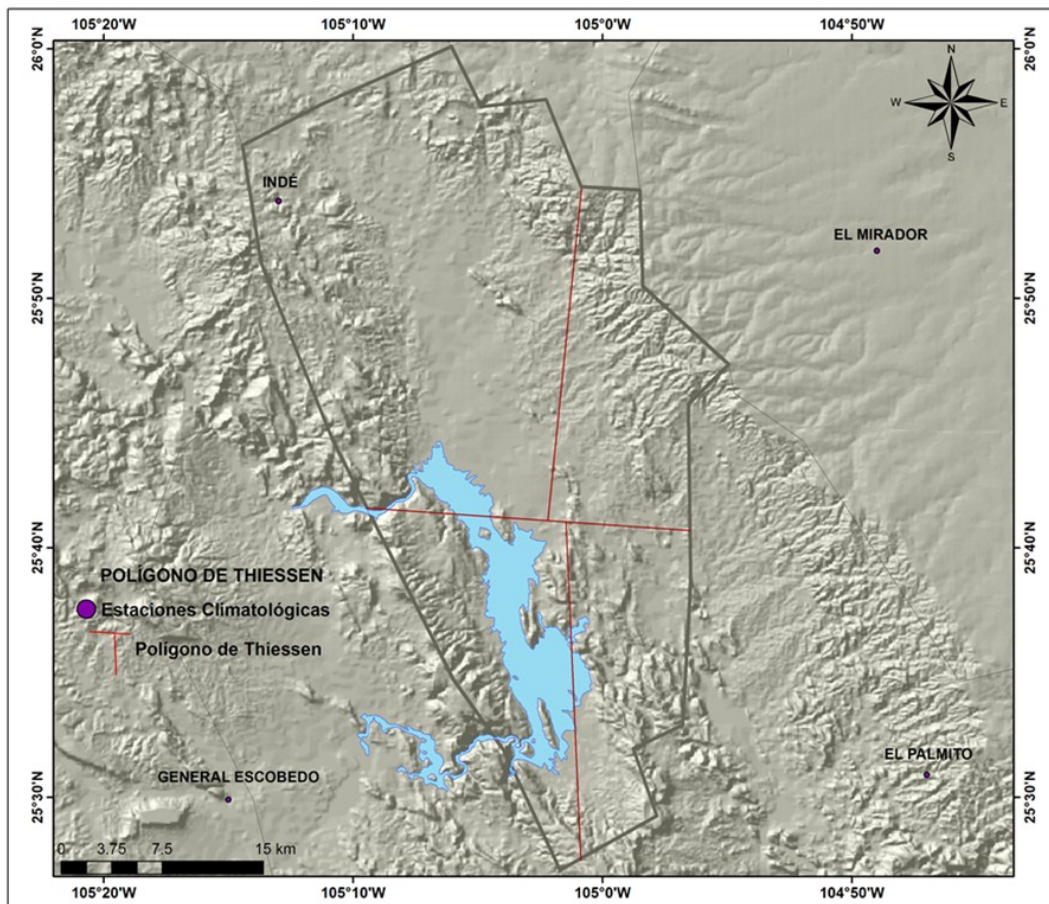 105°20'W 105°10'W 105°0'W 104°50'W
26°0'N 26°0'N
N
W E
S
INDÉ
EL MIRADOR
25°50'N 25°50'N
25°40'N 25°40'N
POLÍGONO DE THIESSEN
Estaciones Climatológicas
Polígono de Thiessen
EL PALMITO
GENERAL ESCOBEDO
25°30'N 25°30'N
0 3.75 7.5 15 km
105°20'W 105°10'W 105°0'W 104°50'W